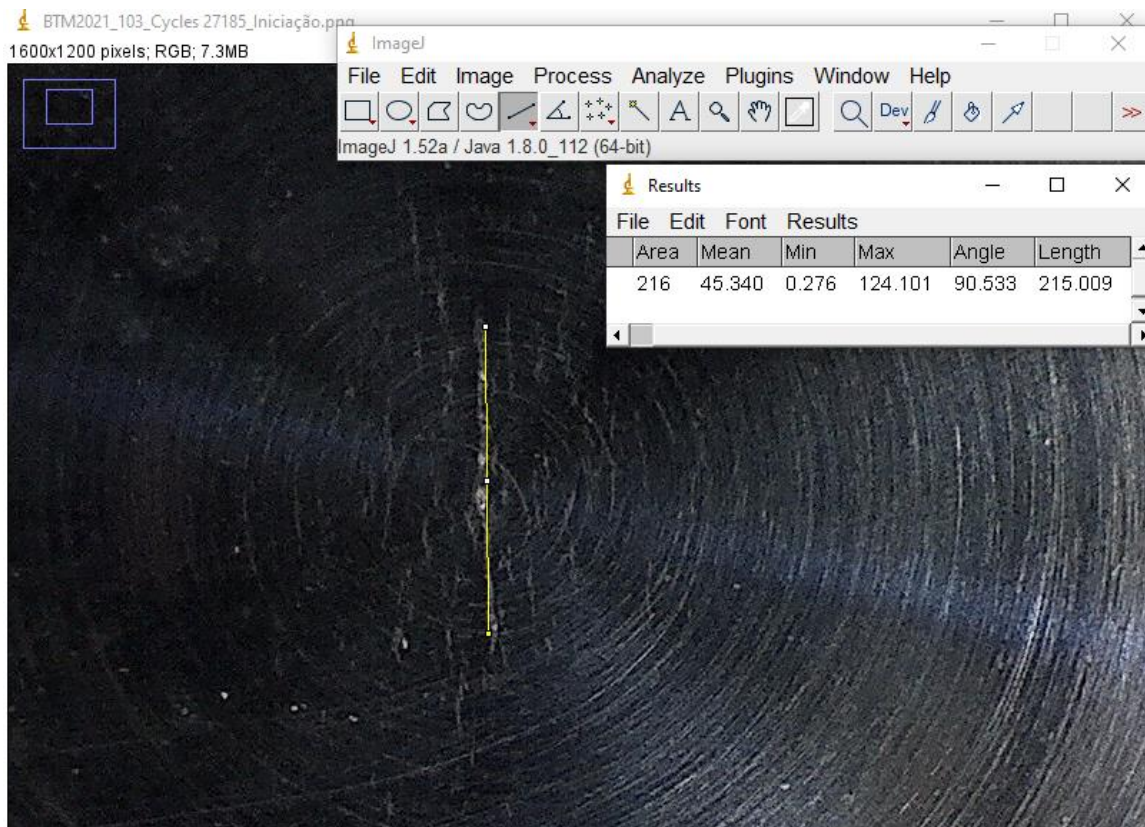 BTM2021_103_Cycles 27185_Iniciação.png
1600x1200 pixels; RGB; 7.3MB
ImageJ
File Edit Image Process Analyze Plugins Window Help
A Dev >>
ImageJ 1.52a / Java 1.8.0_112 (64-bit)
Results
File Edit Font Results
Area Mean Min Max Angle Length
216 45.340 0.276 124.101 90.533 215.009